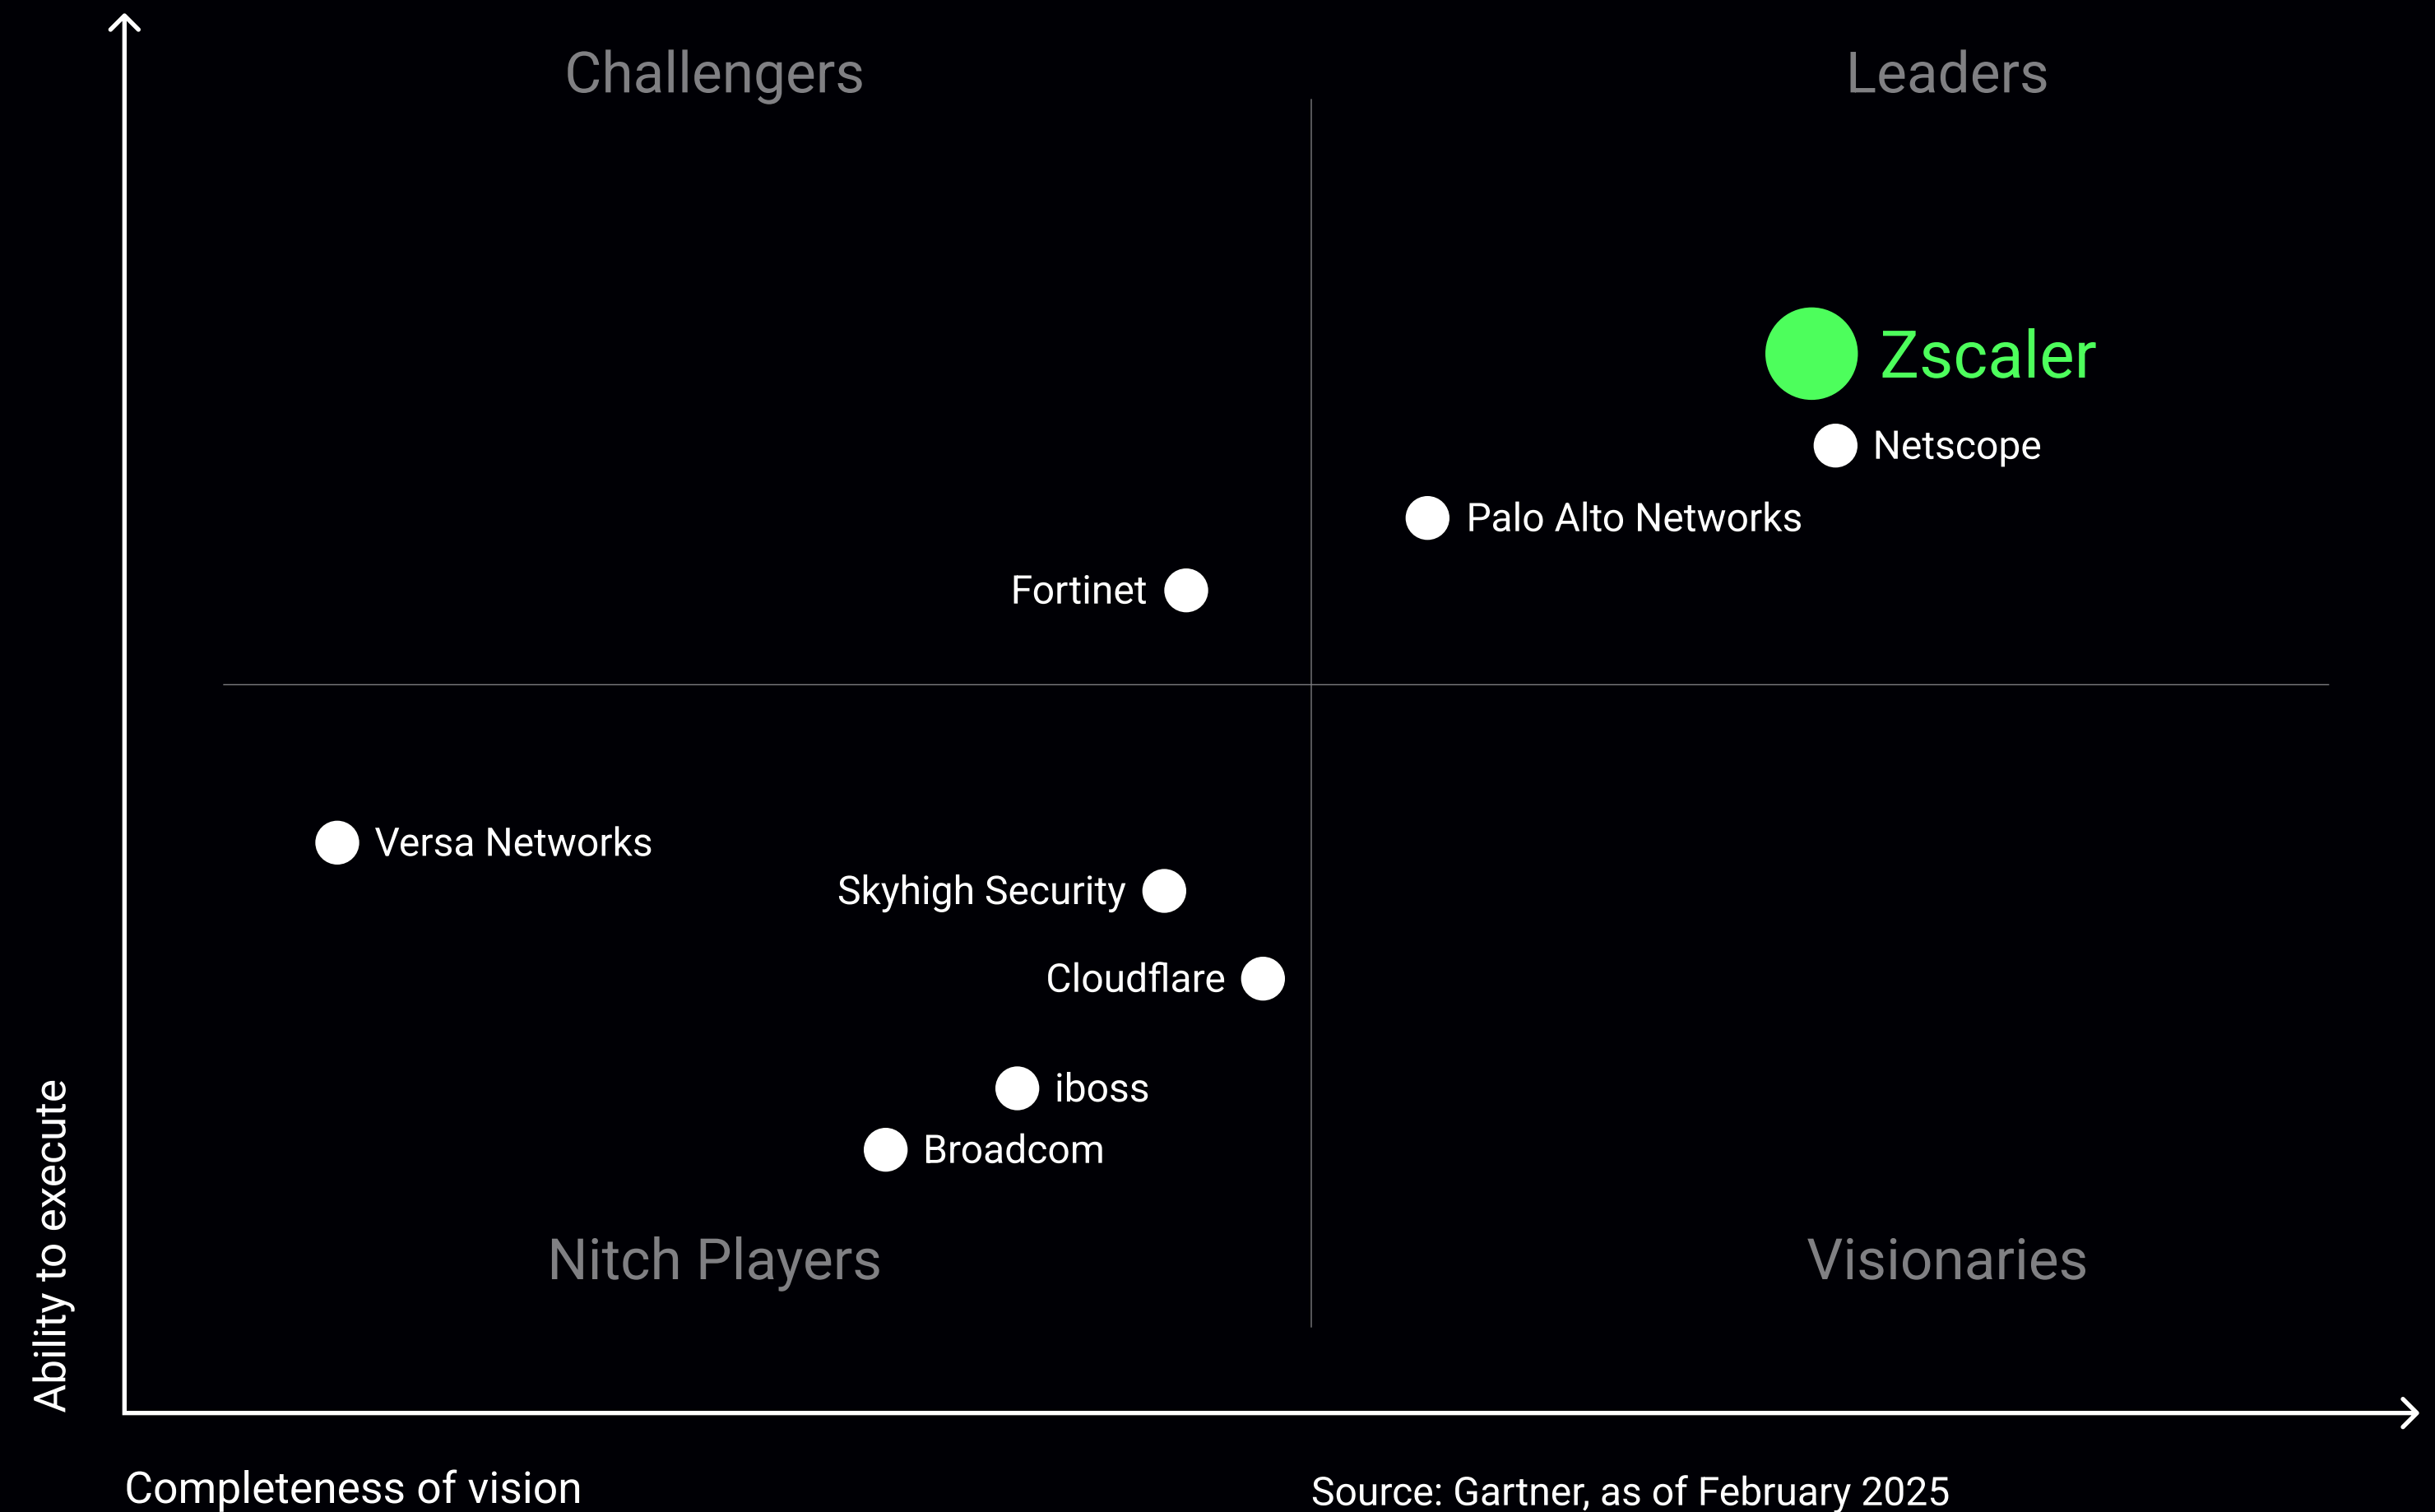 Challengers
Leaders
Zscaler
Netscope
Palo Alto Networks
Fortinet
Versa Networks
Skyhigh Security
Cloudflare
iboss
Broadcom
Nitch Players
Visionaries
Ability to execute
Completeness of vision
Source: Gartner, as of February 2025